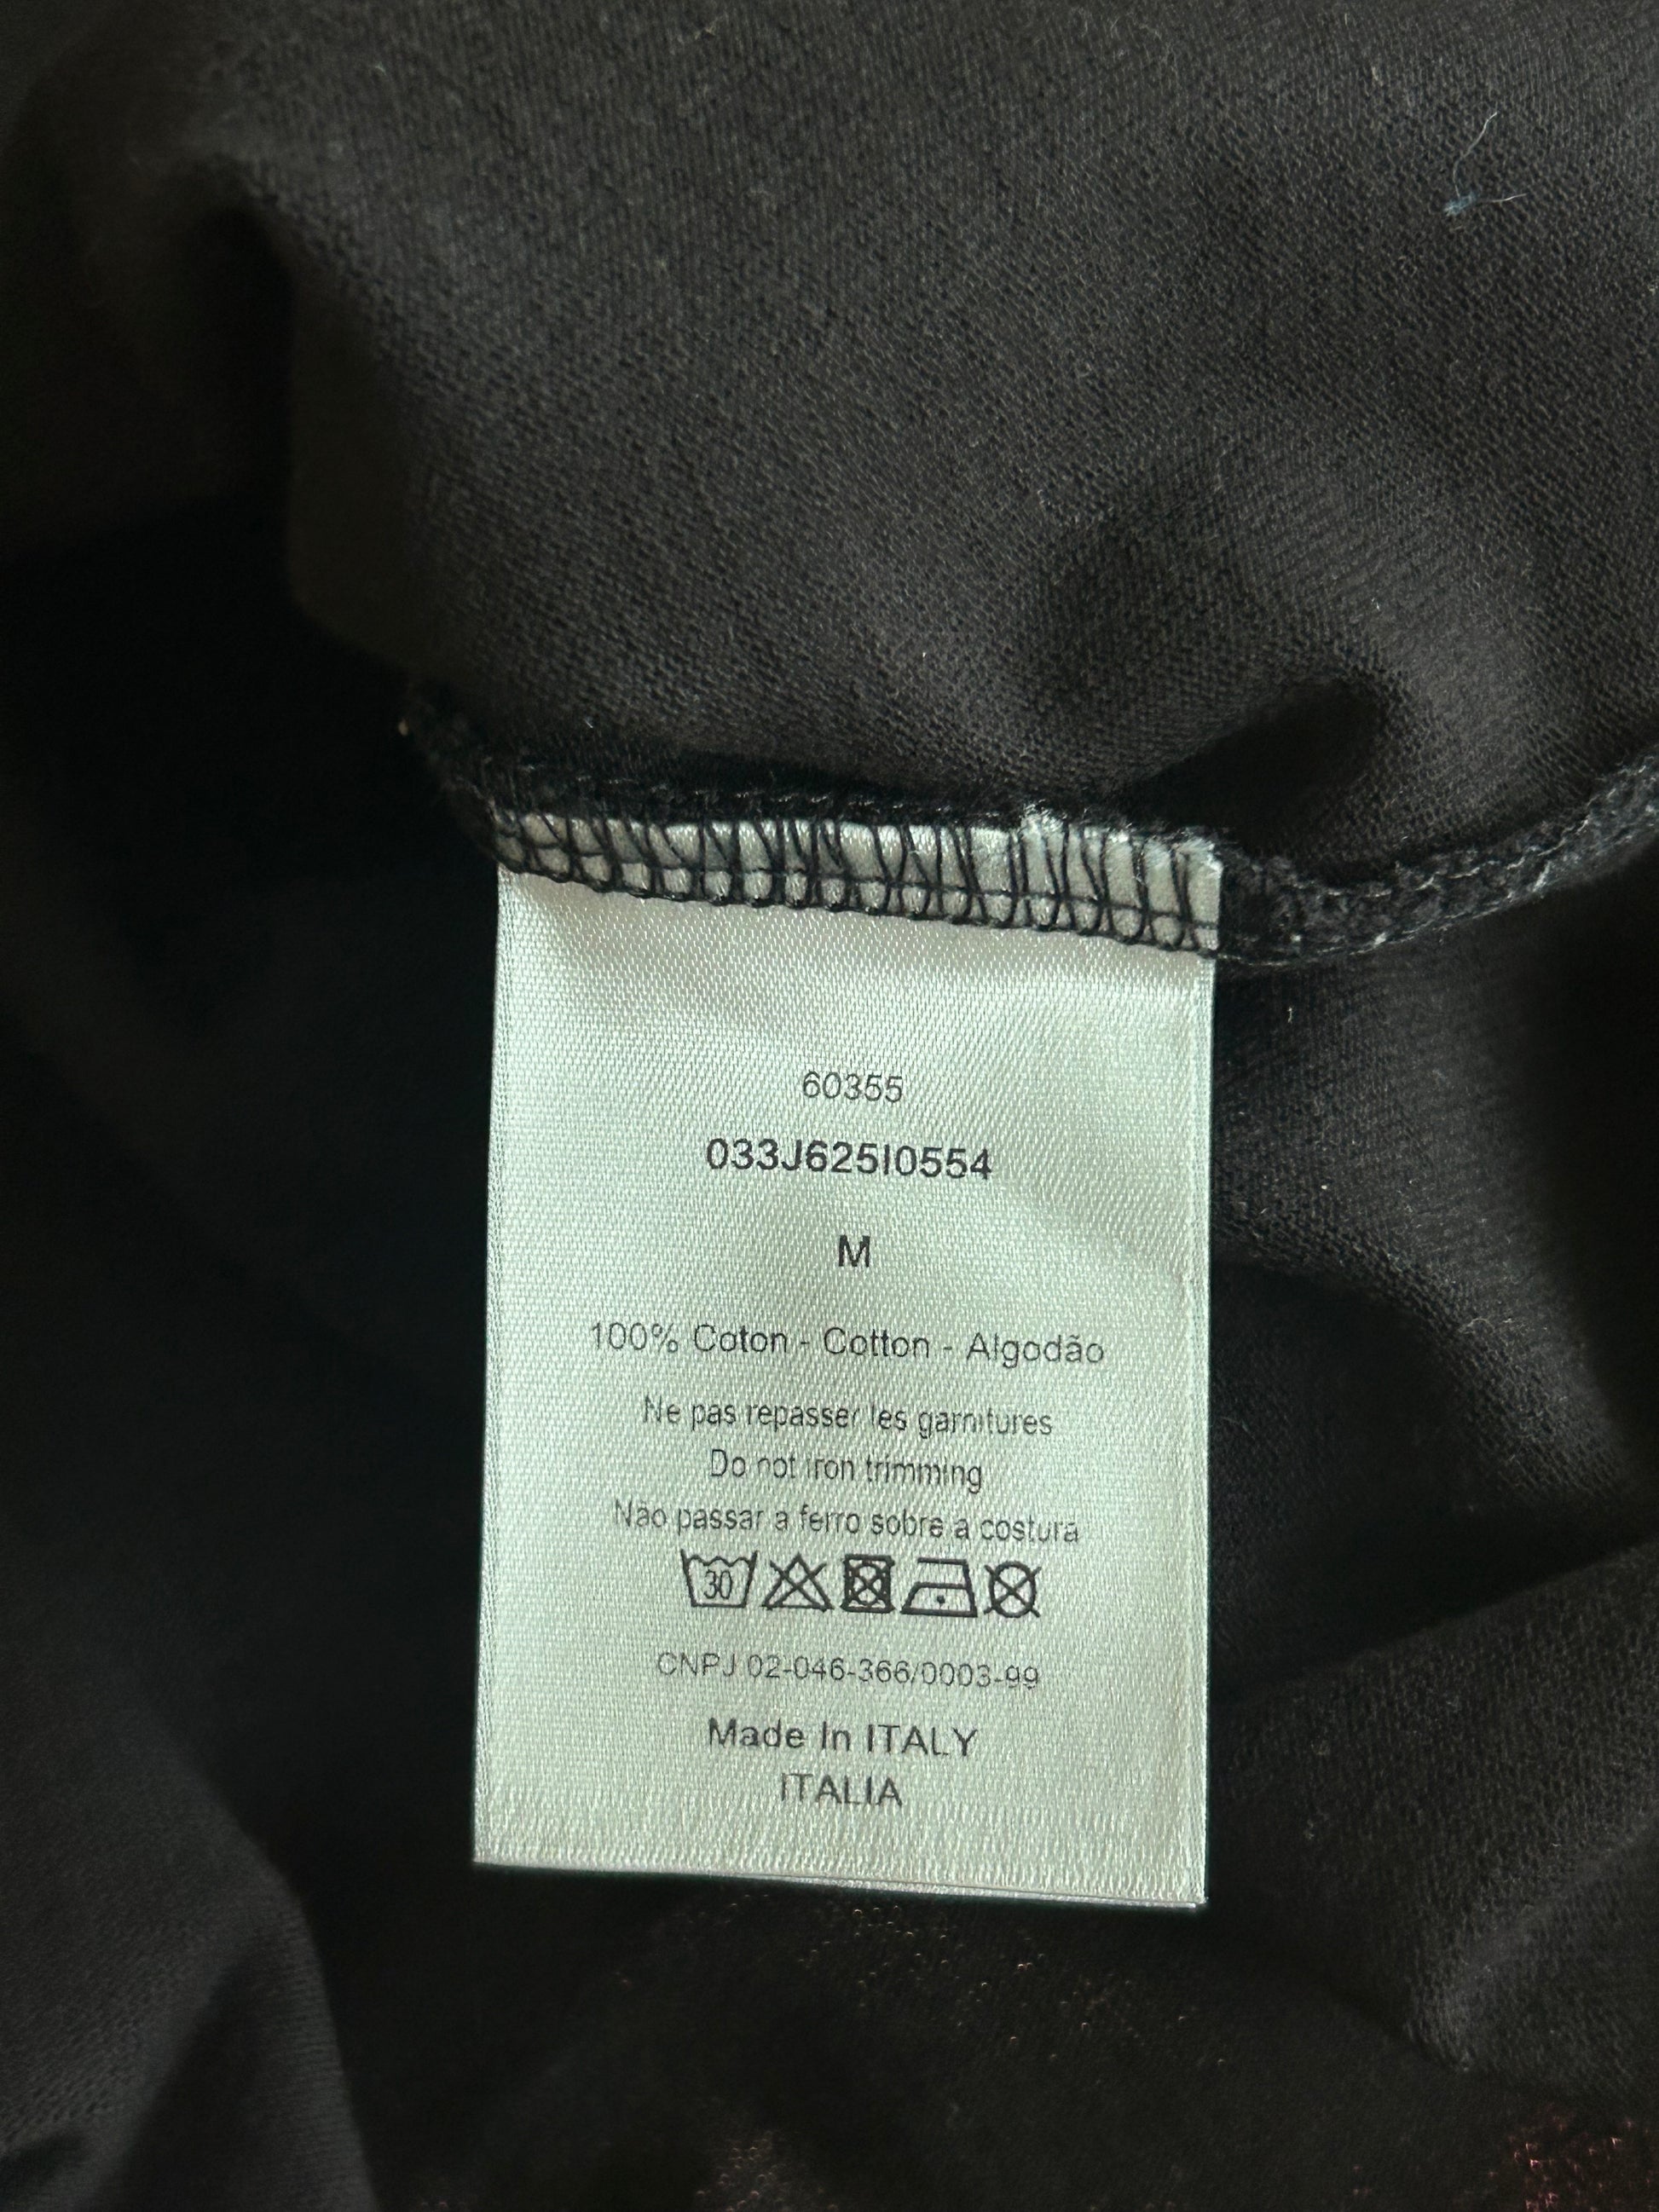 60355
033J625I0554
M
100% Coton - Cotton - Algodão
Ne pas repasser les garnitures
Do not iron trimming
Não passar a ferro sobre a costura
30
CNPJ 02-046-366/0003-99
Made In ITALY
ITALIA